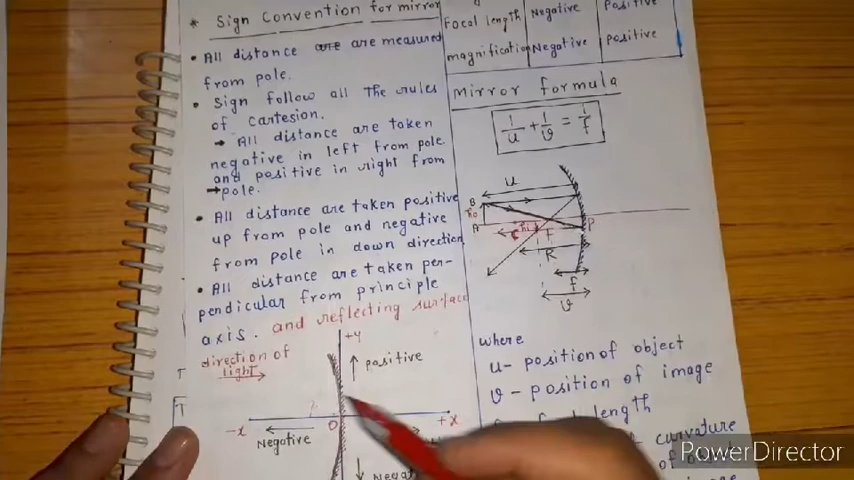 * Sign Convention for mirror
• All distance are are measured
from pole.
• Sign follow all the rules
of Cartesion.
→ All distance are taken
negative in left from pole.
and positive in right from
→ pole.
• All distance are taken positive
up from pole and negative
from pole in down direction
• All distance are taken per-
pendicular from principle
axis. and reflecting surface
direction of
light
+y
positive
-x
O
+x
Negative
Focal length Negative Positive
magnification Negative Positive
Mirror formula
1/u + 1/v = 1/f
u
B
ho
A
hi
F
P
R
f
v
where
u- position of object
v - position of image
length
curvature
PowerDirector